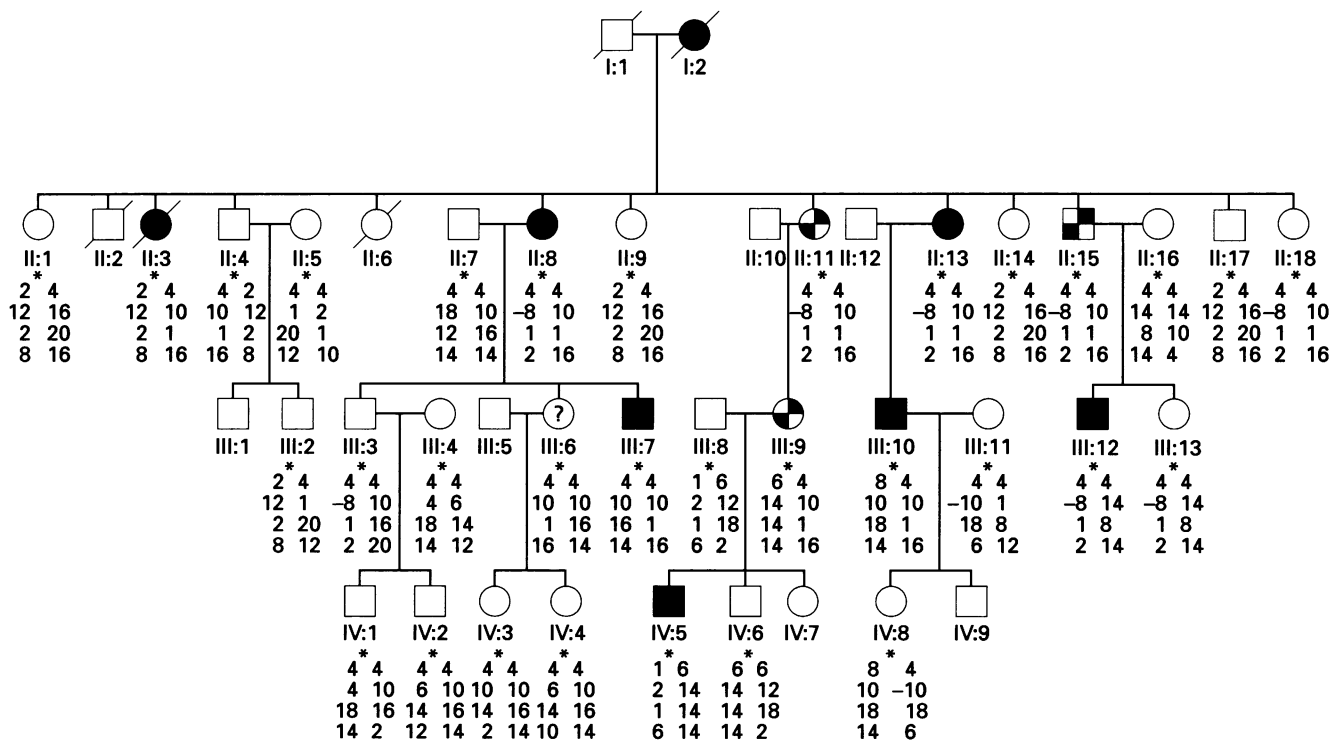 I:1 I:2
II:1 II:2 II:3 II:4 II:5 II:6 II:7 II:8 II:9 II:10 II:11 II:12 II:13 II:14 II:15 II:16 II:17 II:18
* * * * * * * * * * * * * *
2 4 2 4 4 2 4 4 4 4 4 4 2 4 4 4 4 4 2 4 4 4 4 4 2 4 4 4
12 16 12 10 10 12 1 2 18 10 -8 10 12 16 -8 10 -8 10 12 16 -8 10 14 14 12 16 -8 10
2 20 2 1 1 2 20 1 12 16 1 1 2 20 1 1 1 1 2 20 1 1 8 10 2 20 1 1
8 16 8 16 16 8 12 10 14 14 2 16 8 16 2 16 2 16 8 16 2 16 14 4 8 16 2 16
?
III:1 III:2 III:3 III:4 III:5 III:6 III:7 III:8 III:9 III:10 III:11 III:12 III:13
* * * * * * * * * * *
2 4 4 4 4 4 4 4 4 4 1 6 6 4 8 4 4 4 4 4 4 4
12 1 -8 10 4 6 10 10 10 10 2 12 14 10 10 10 -10 1 -8 14 -8 14
2 20 1 16 18 14 1 16 16 1 1 18 14 1 18 1 18 8 1 8 1 8
8 12 2 20 14 12 16 14 14 16 6 2 14 16 14 16 6 12 2 14 2 14
IV:1 IV:2 IV:3 IV:4 IV:5 IV:6 IV:7 IV:8 IV:9
* * * * * * *
4 4 4 4 4 4 4 4 1 6 6 6 8 4
4 10 6 10 10 10 6 10 2 14 14 12 10 -10
18 16 14 16 14 16 14 16 1 14 14 18 18 18
14 2 12 14 2 14 10 14 6 14 14 2 14 6